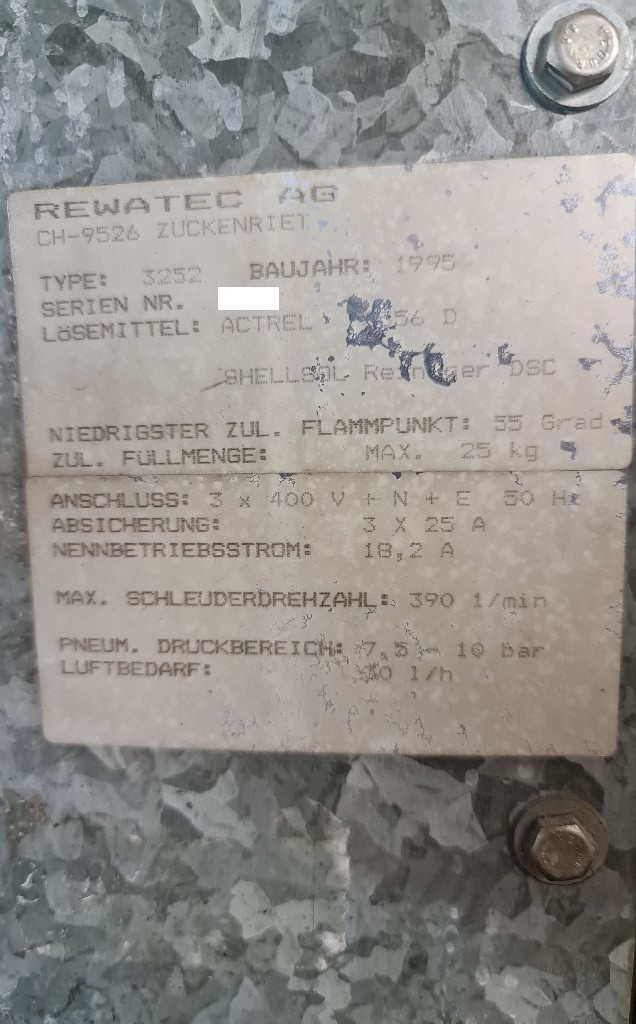 REWATEC AG
CH-9526 ZUCKENRIET
TYPE: 3252 BAUJAHR: 1995
SERIEN NR.
LöSEMITTEL: ACTREL 56 D
SHELLSOL DSC
NIEDRIGSTER ZUL. FLAMMPUNKT: 55 Grad
ZUL. FüLLMENGE: MAX. 25 kg
ANSCHLUSS: 3 x 400 V + N + E 50 Hz
ABSICHERUNG: 3 X 25 A
NENNBETRIEBSSTROM: 18,2 A
MAX. SCHLEUDERDREHZAHL: 390 1/min
PNEUM. DRUCKBEREICH: 7,5 - 10 bar
LUFTBEDARF: l/h